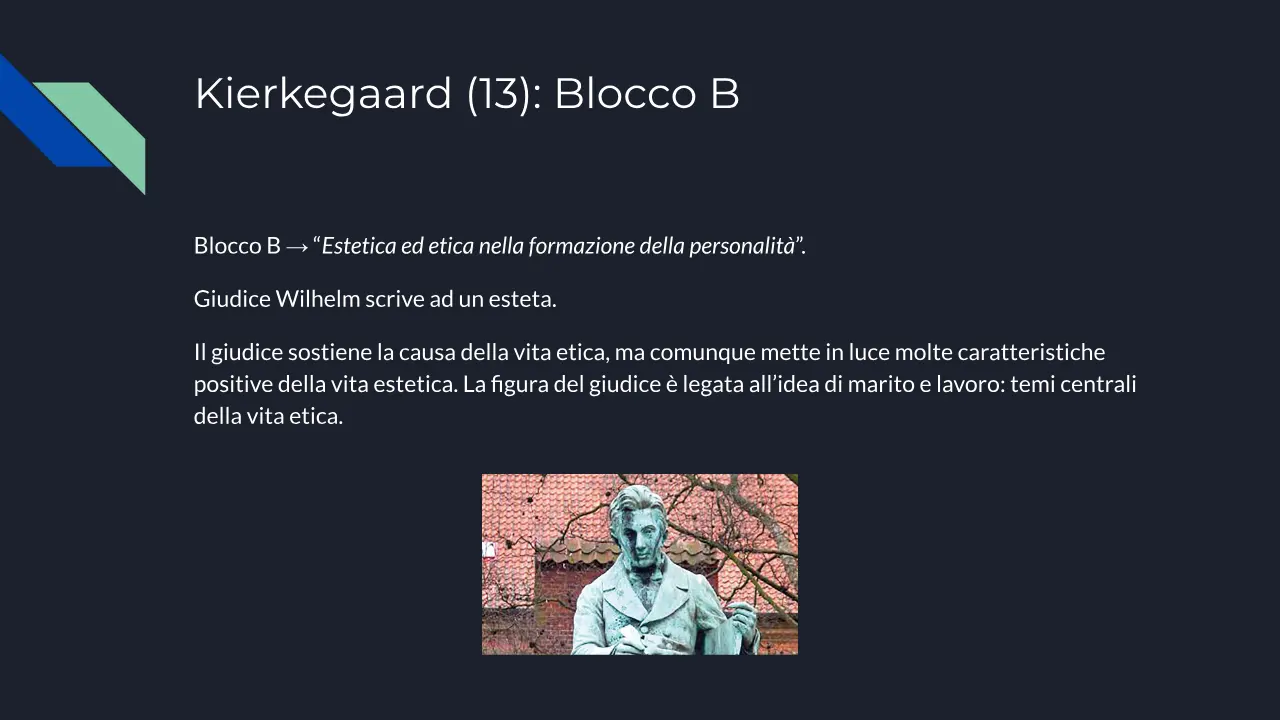 Kierkegaard (13): Blocco B
Blocco B → “Estetica ed etica nella formazione della personalità”.
Giudice Wilhelm scrive ad un esteta.
Il giudice sostiene la causa della vita etica, ma comunque mette in luce molte caratteristiche
positive della vita estetica. La figura del giudice è legata all’idea di marito e lavoro: temi centrali
della vita etica.